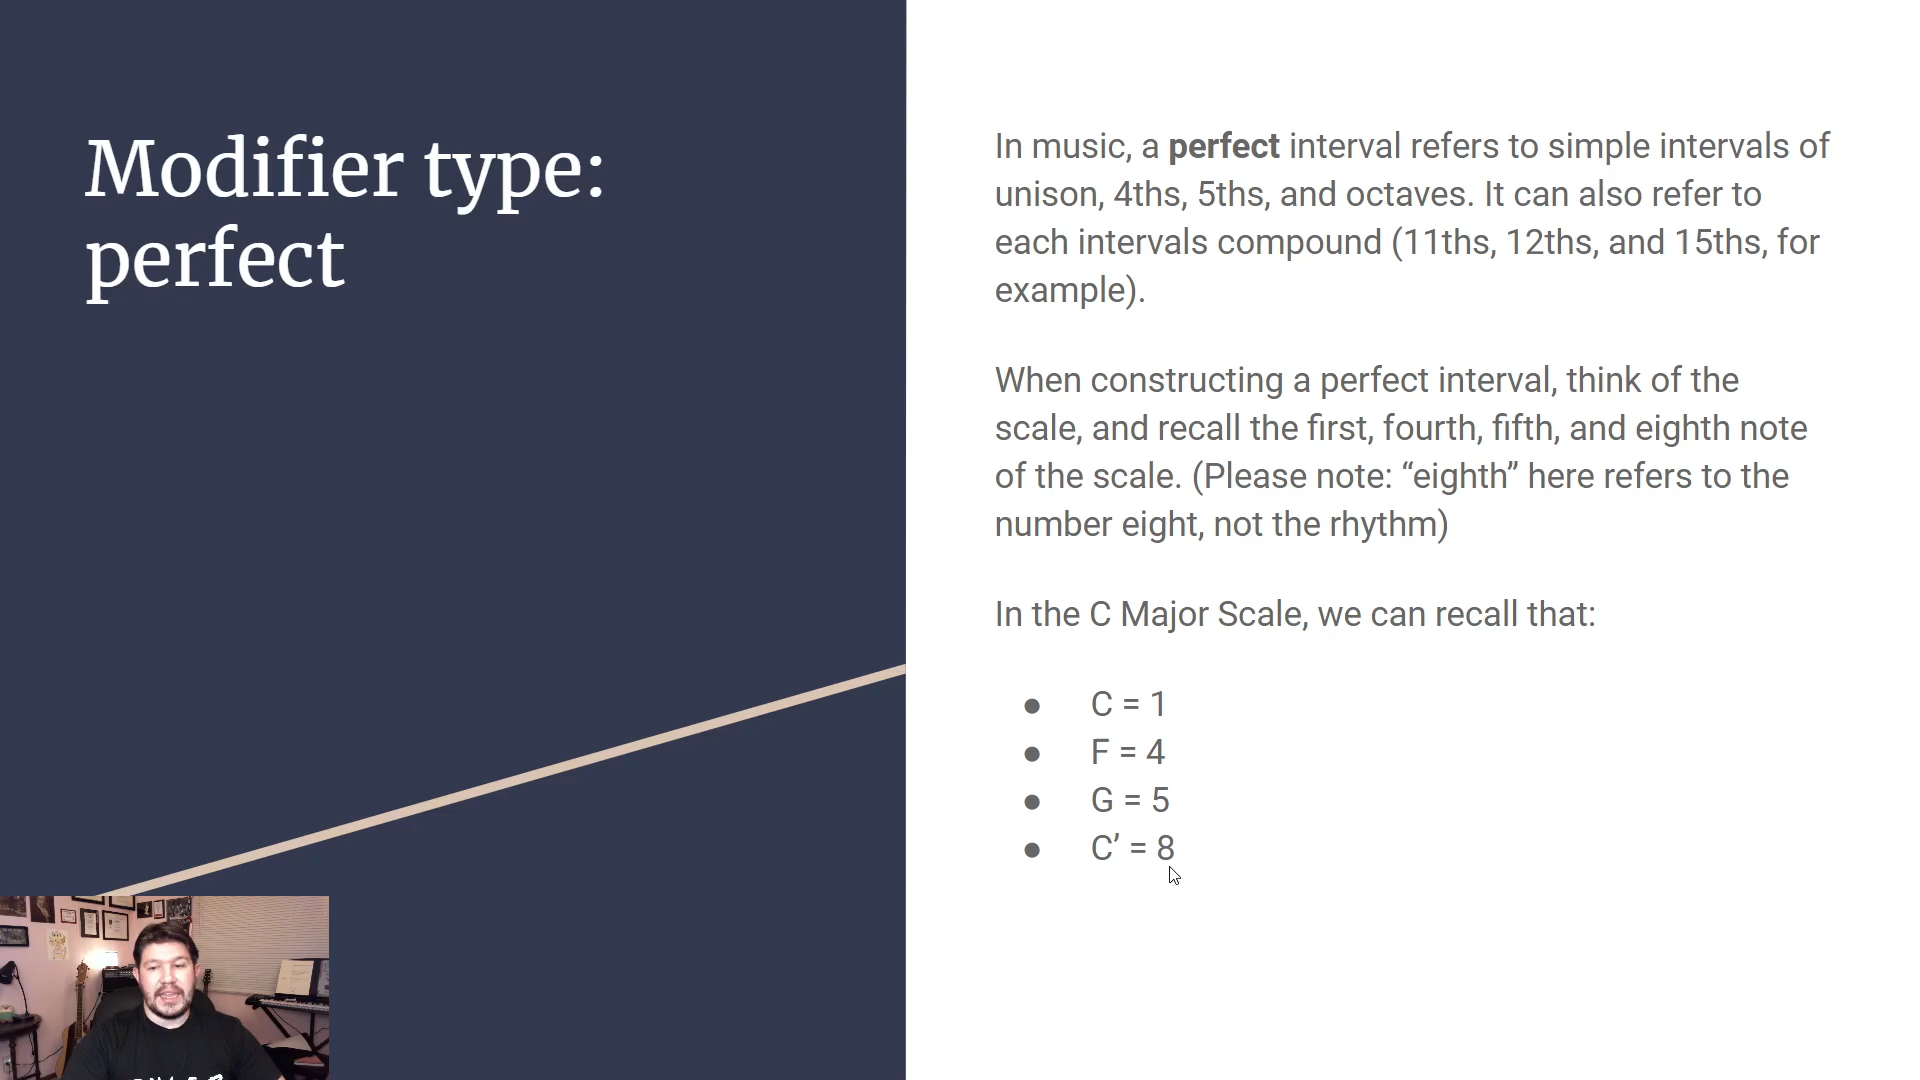 Modifier type:
perfect
In music, a perfect interval refers to simple intervals of
unison, 4ths, 5ths, and octaves. It can also refer to
each intervals compound (11ths, 12ths, and 15ths, for
example).
When constructing a perfect interval, think of the
scale, and recall the first, fourth, fifth, and eighth note
of the scale. (Please note: “eighth” here refers to the
number eight, not the rhythm)
In the C Major Scale, we can recall that:
● C = 1
● F = 4
● G = 5
● C’ = 8